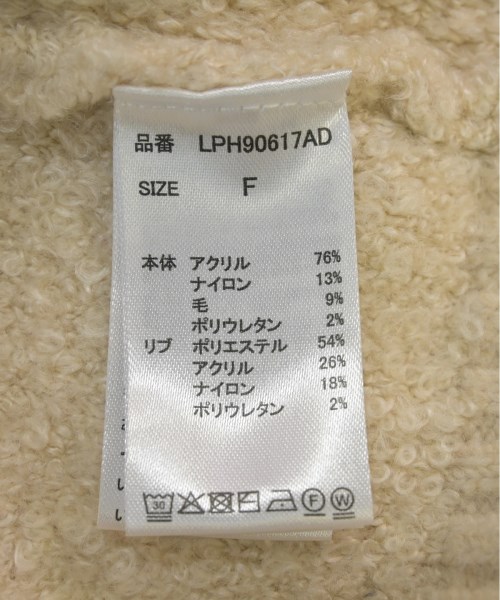 品番 LPH90617AD
SIZE F
本体 アクリル 76%
ナイロン 13%
毛 9%
ポリウレタン 2%
リブ ポリエステル 54%
アクリル 26%
ナイロン 18%
ポリウレタン 2%
30 F W